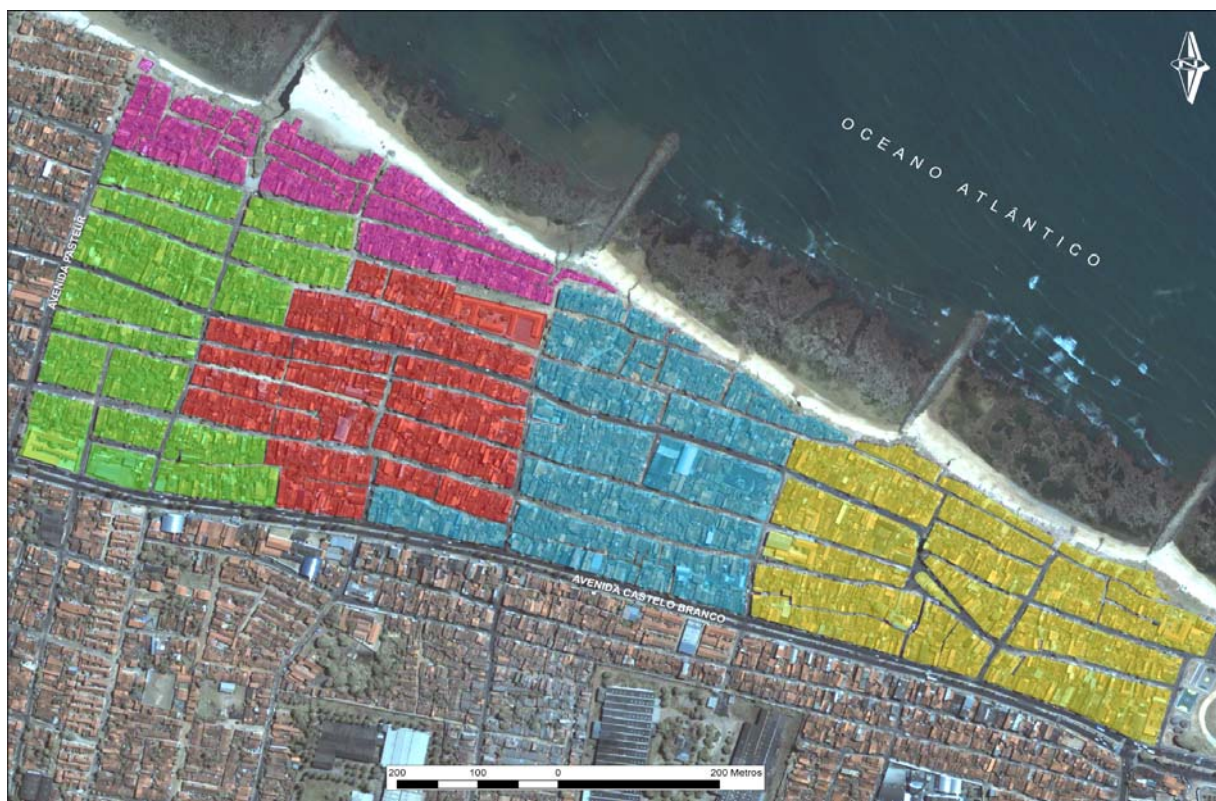 N
OCEANO ATLÂNTICO
AVENIDA PASTEUR
AVENIDA CASTELO BRANCO
200 100 0 200 Metros